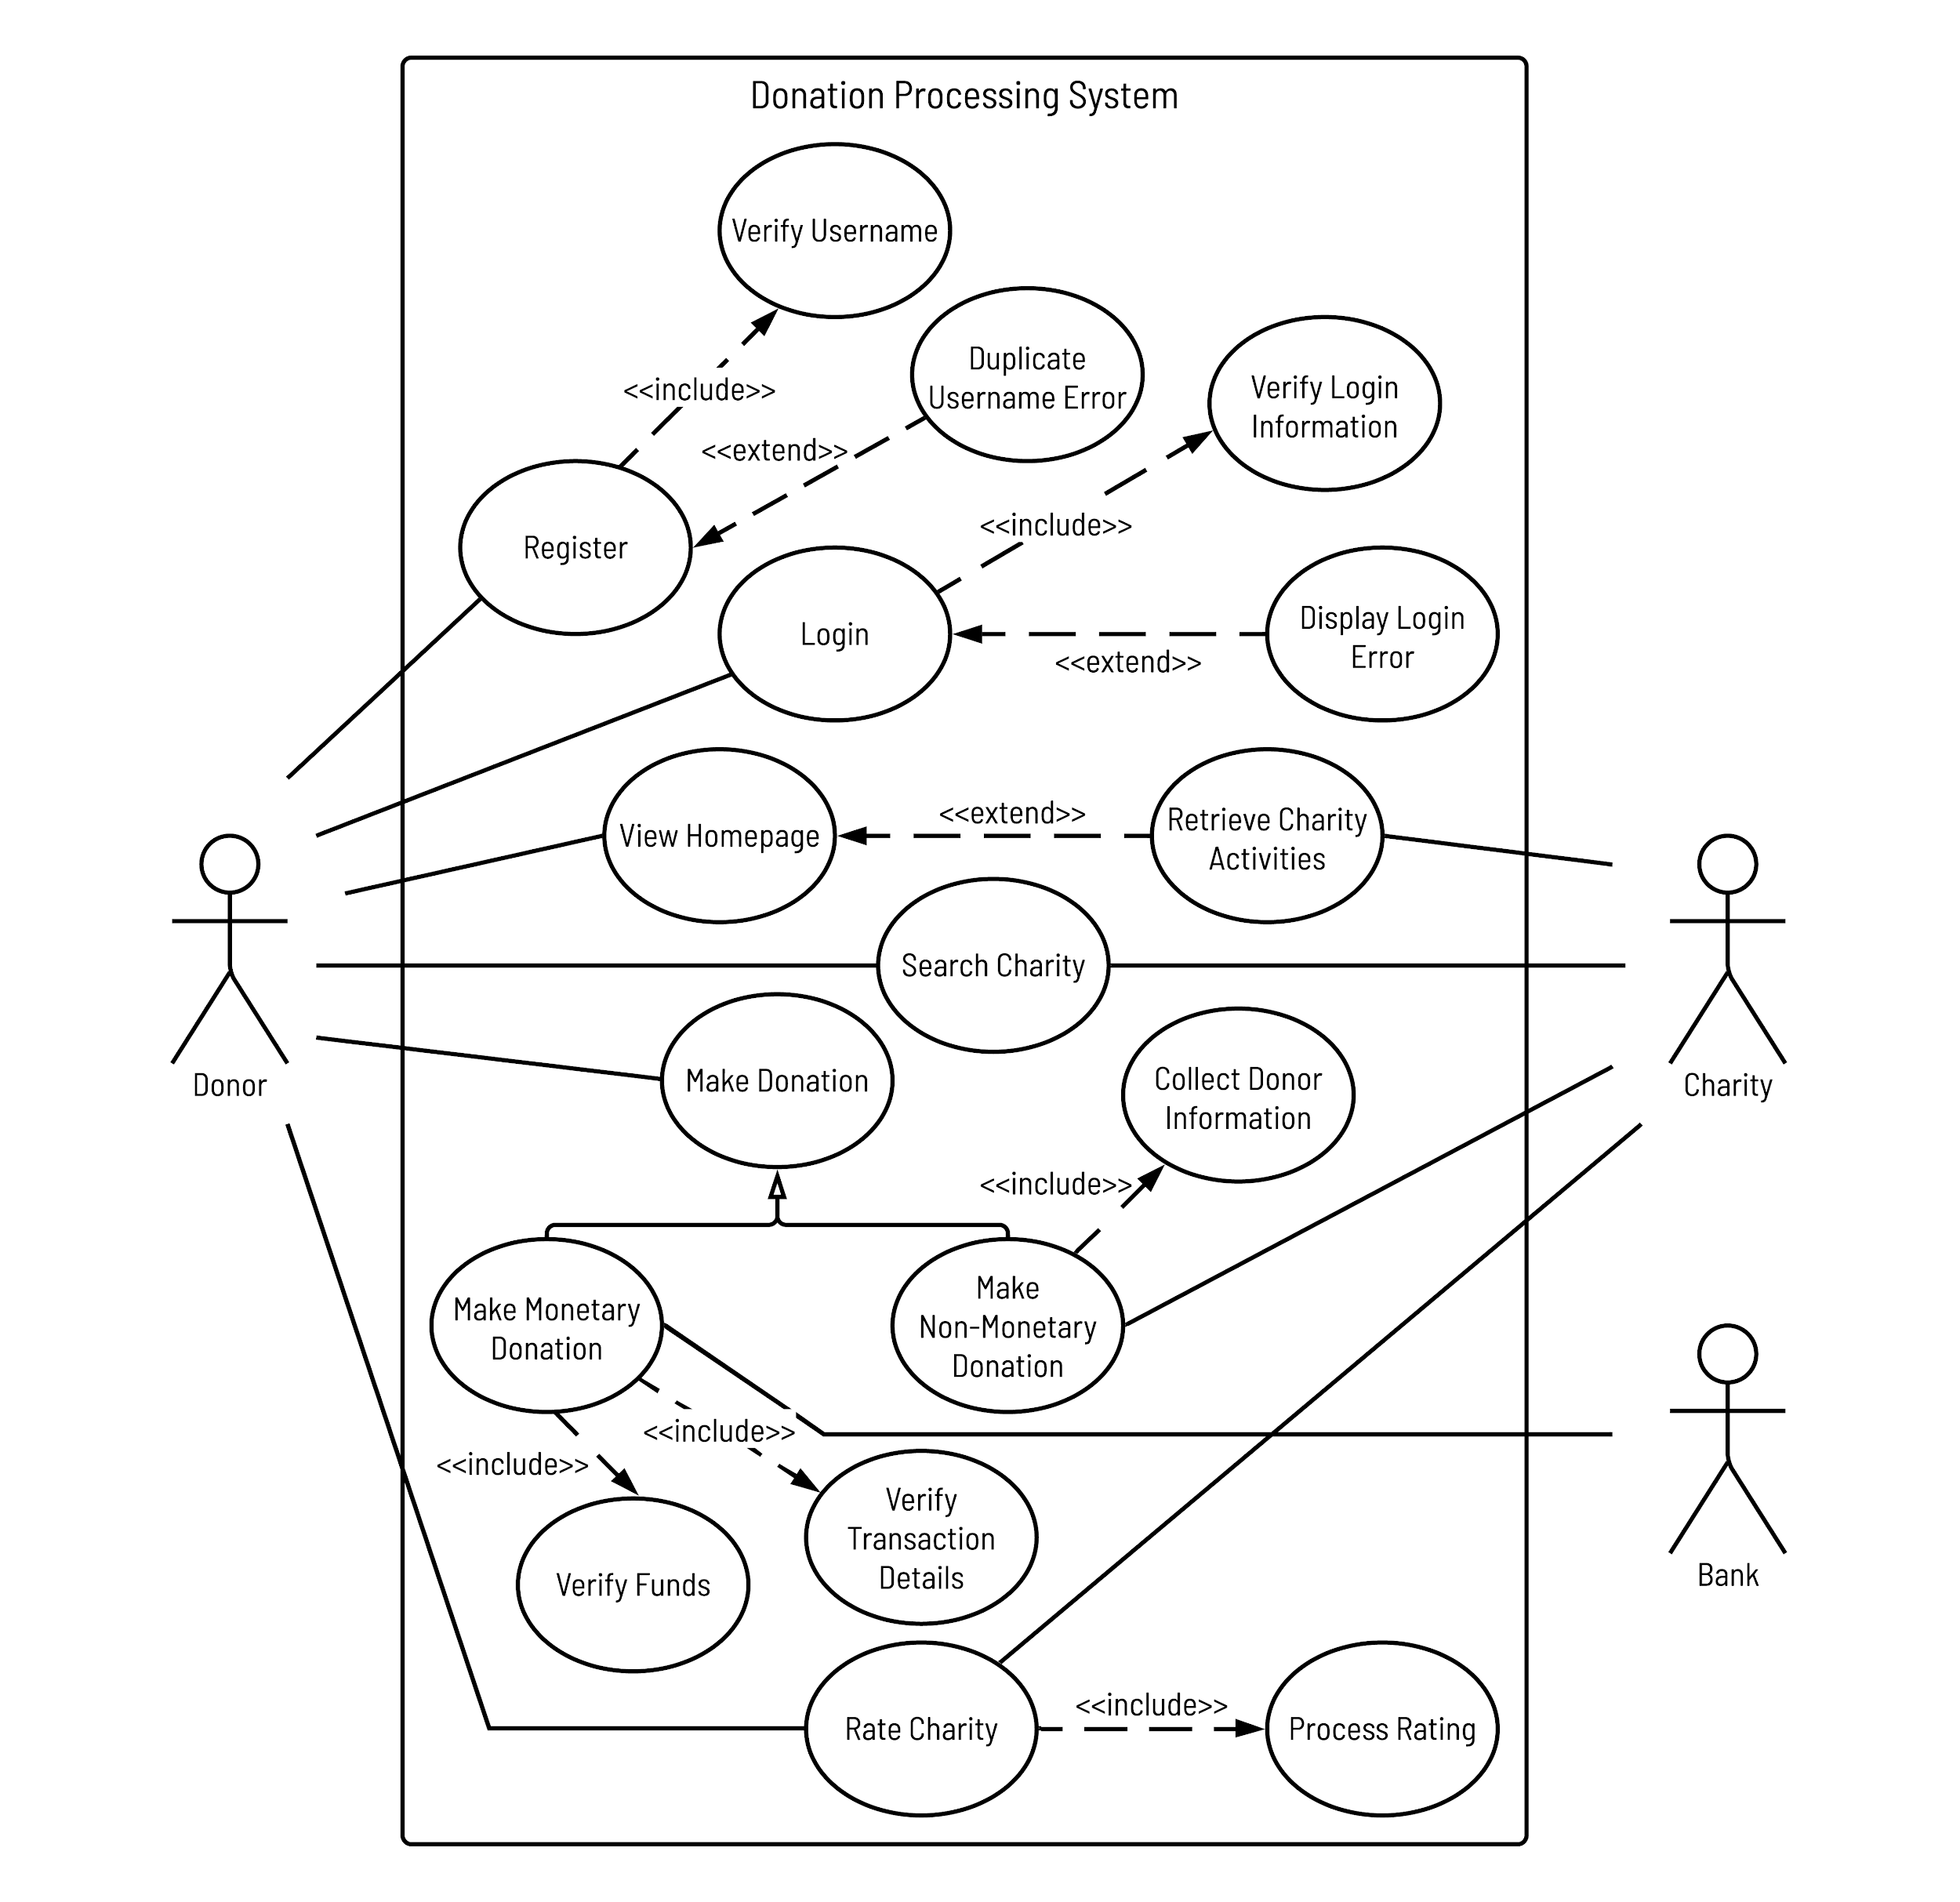 Donation Processing System
Verify Username
Duplicate
Username Error
Verify Login
Information
<<include>>
<<extend>>
<<include>>
Register
Login
Display Login
Error
<<extend>>
View Homepage
<<extend>>
Retrieve Charity
Activities
Search Charity
Donor
Charity
Make Donation
Collect Donor
Information
<<include>>
Make Monetary
Donation
Make
Non-Monetary
Donation
<<include>>
<<include>>
Verify
Transaction
Details
Verify Funds
Bank
Rate Charity
<<include>>
Process Rating